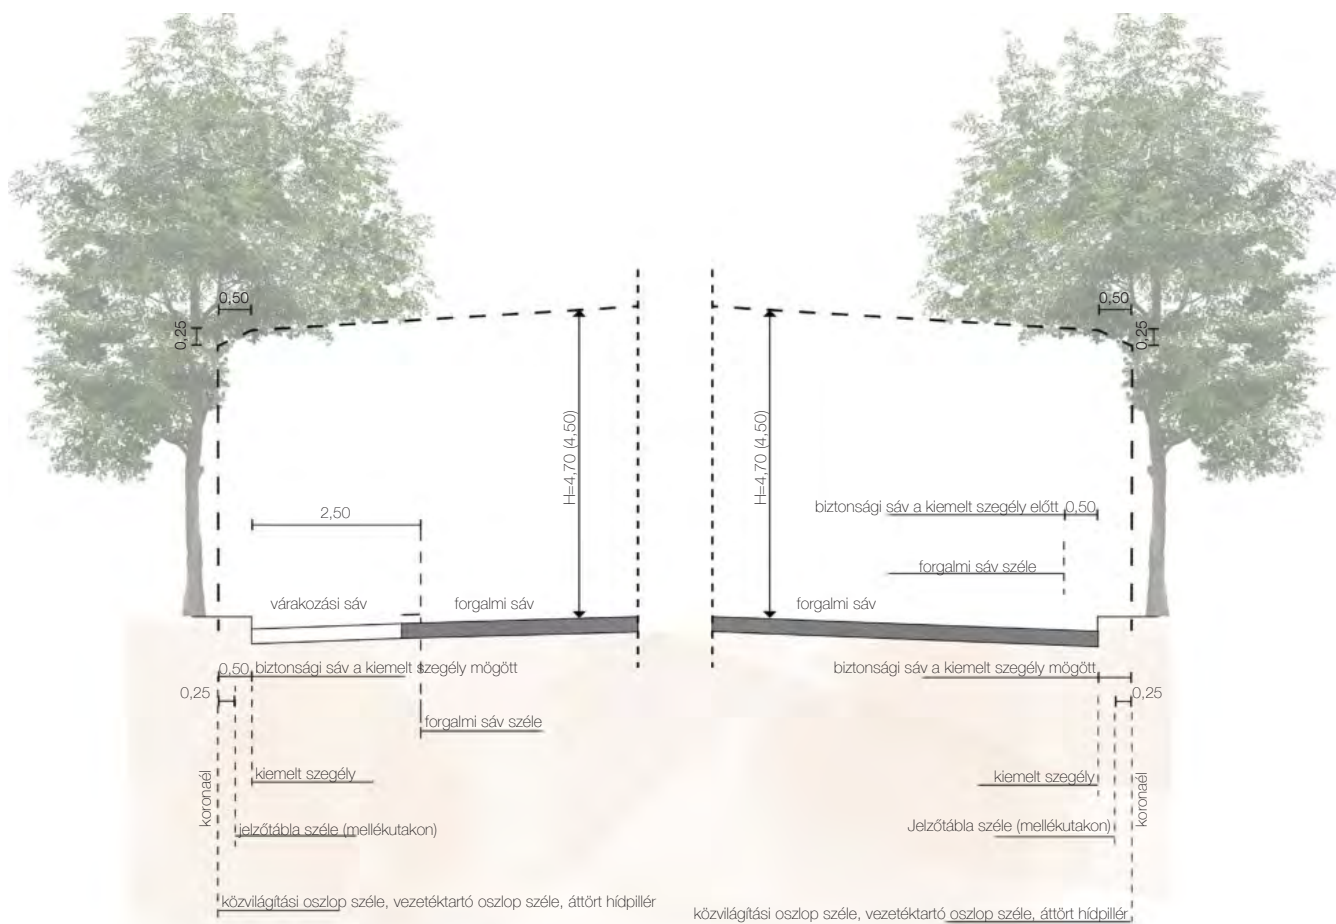 0,50
0,50
0,25
0,25
H=4,70 (4,50)
H=4,70 (4,50)
2,50
biztonsági sáv a kiemelt szegély előtt 0,50
forgalmi sáv széle
várakozási sáv
forgalmi sáv
forgalmi sáv
0,50 biztonsági sáv a kiemelt szegély mögött
biztonsági sáv a kiemelt szegély mögött
0,25
0,25
forgalmi sáv széle
kiemelt szegély
kiemelt szegély
koronaél
koronaél
jelzőtábla széle (mellékutakon)
Jelzőtábla széle (mellékutakon)
közvilágítási oszlop széle, vezetéktartó oszlop széle, áttört hídpillér
közvilágítási oszlop széle, vezetéktartó oszlop széle, áttört hídpillér